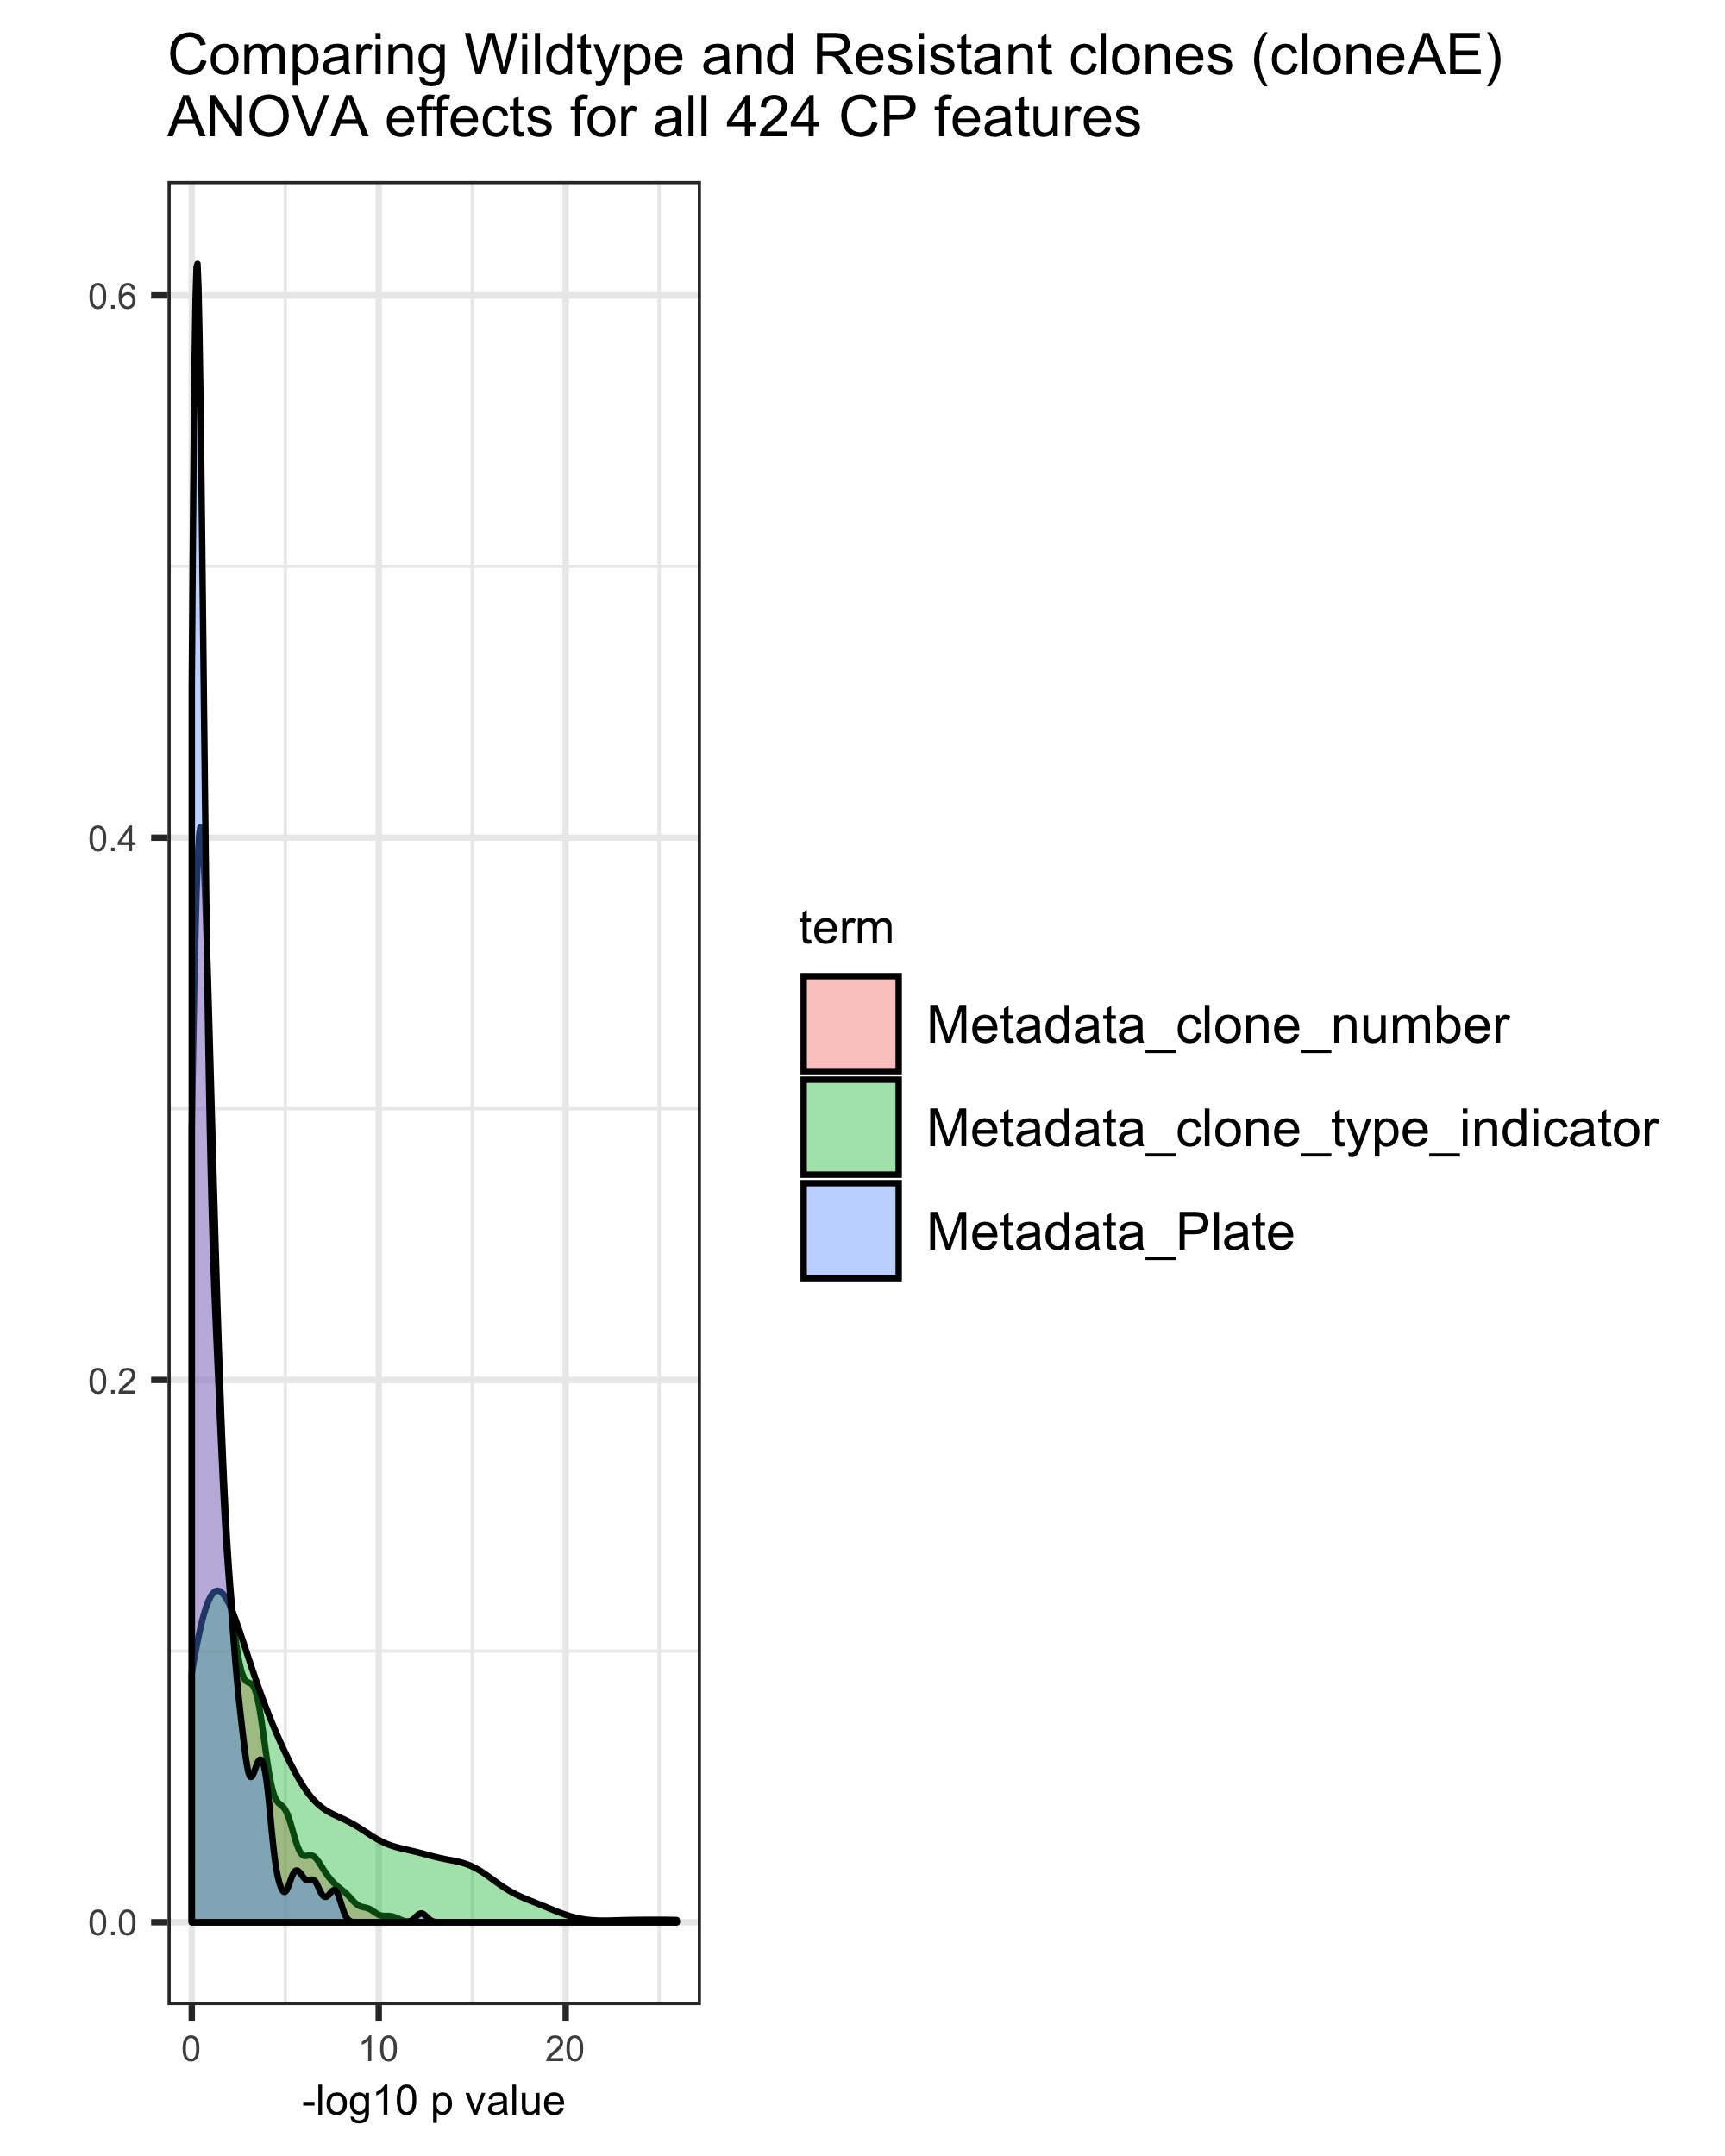 Comparing Wildtype and Resistant clones (cloneAE)
ANOVA effects for all 424 CP features
0.6
0.4
0.2
0.0
0 10 20
-log10 p value
term
Metadata_clone_number
Metadata_clone_type_indicator
Metadata_Plate